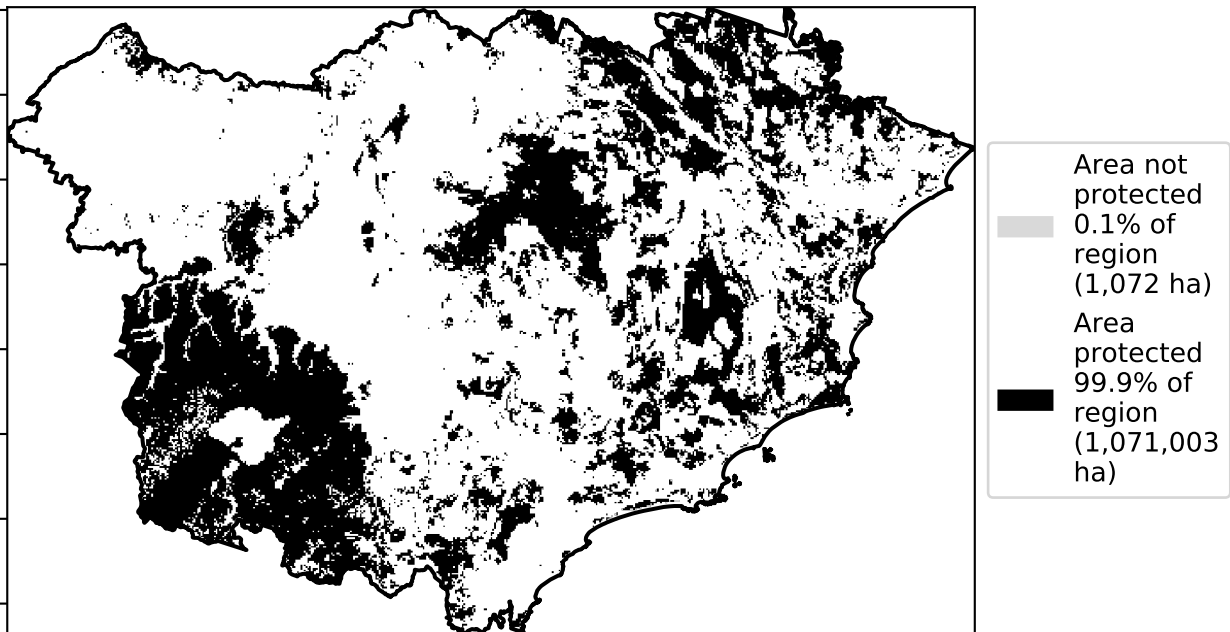 Area not
protected
0.1% of
region
(1,072 ha)
Area
protected
99.9% of
region
(1,071,003
ha)